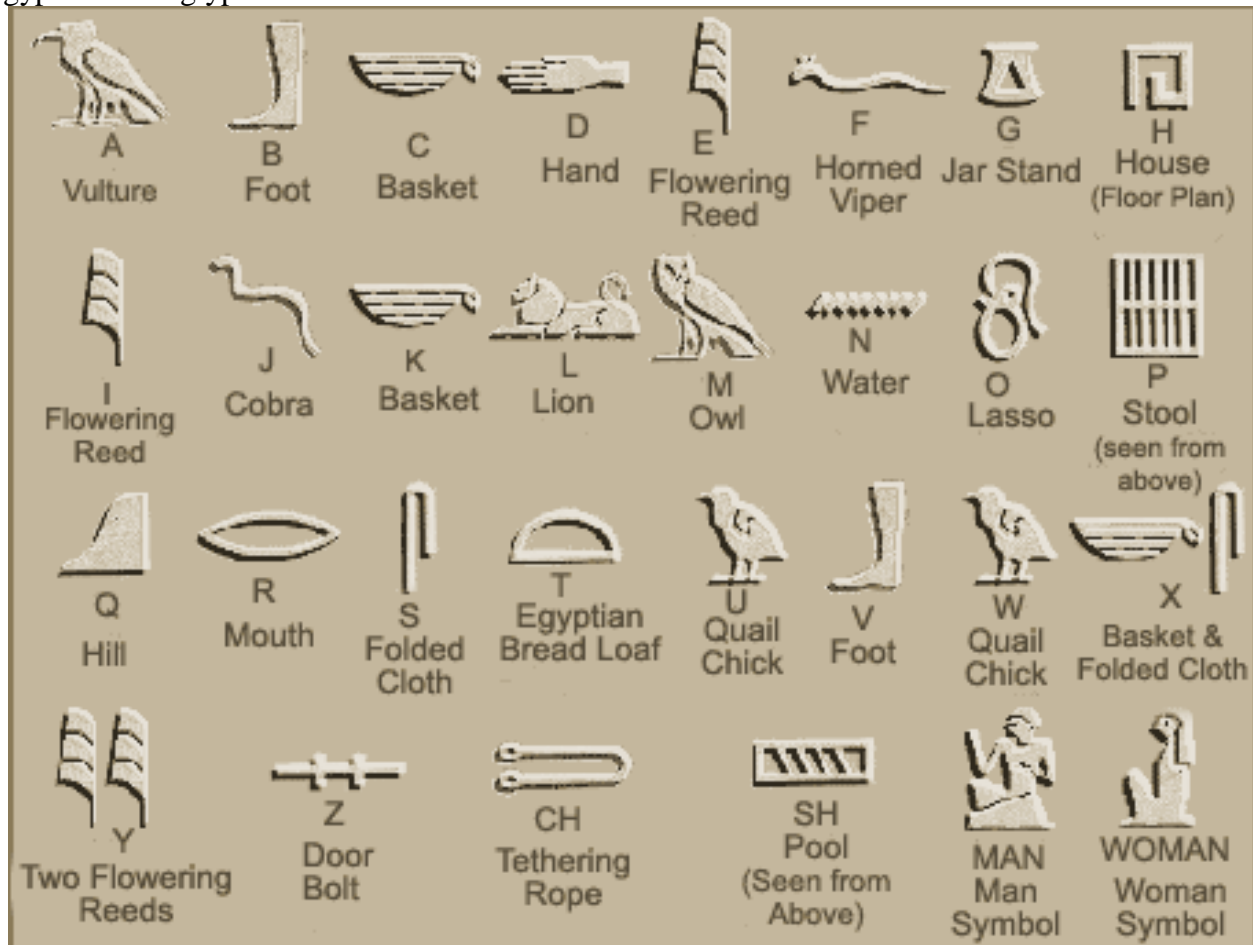 A B C D E F G H
Vulture Foot Basket Hand Flowering Reed Horned Viper Jar Stand House (Floor Plan)
I J K L M N O P
Flowering Reed Cobra Basket Lion Owl Water Lasso Stool (seen from above)
Q R S T U V W X
Hill Mouth Folded Cloth Egyptian Bread Loaf Quail Chick Foot Quail Chick Basket & Folded Cloth
Y Z CH SH MAN WOMAN
Two Flowering Reeds Door Bolt Tethering Rope Pool (Seen from Above) Man Symbol Woman Symbol